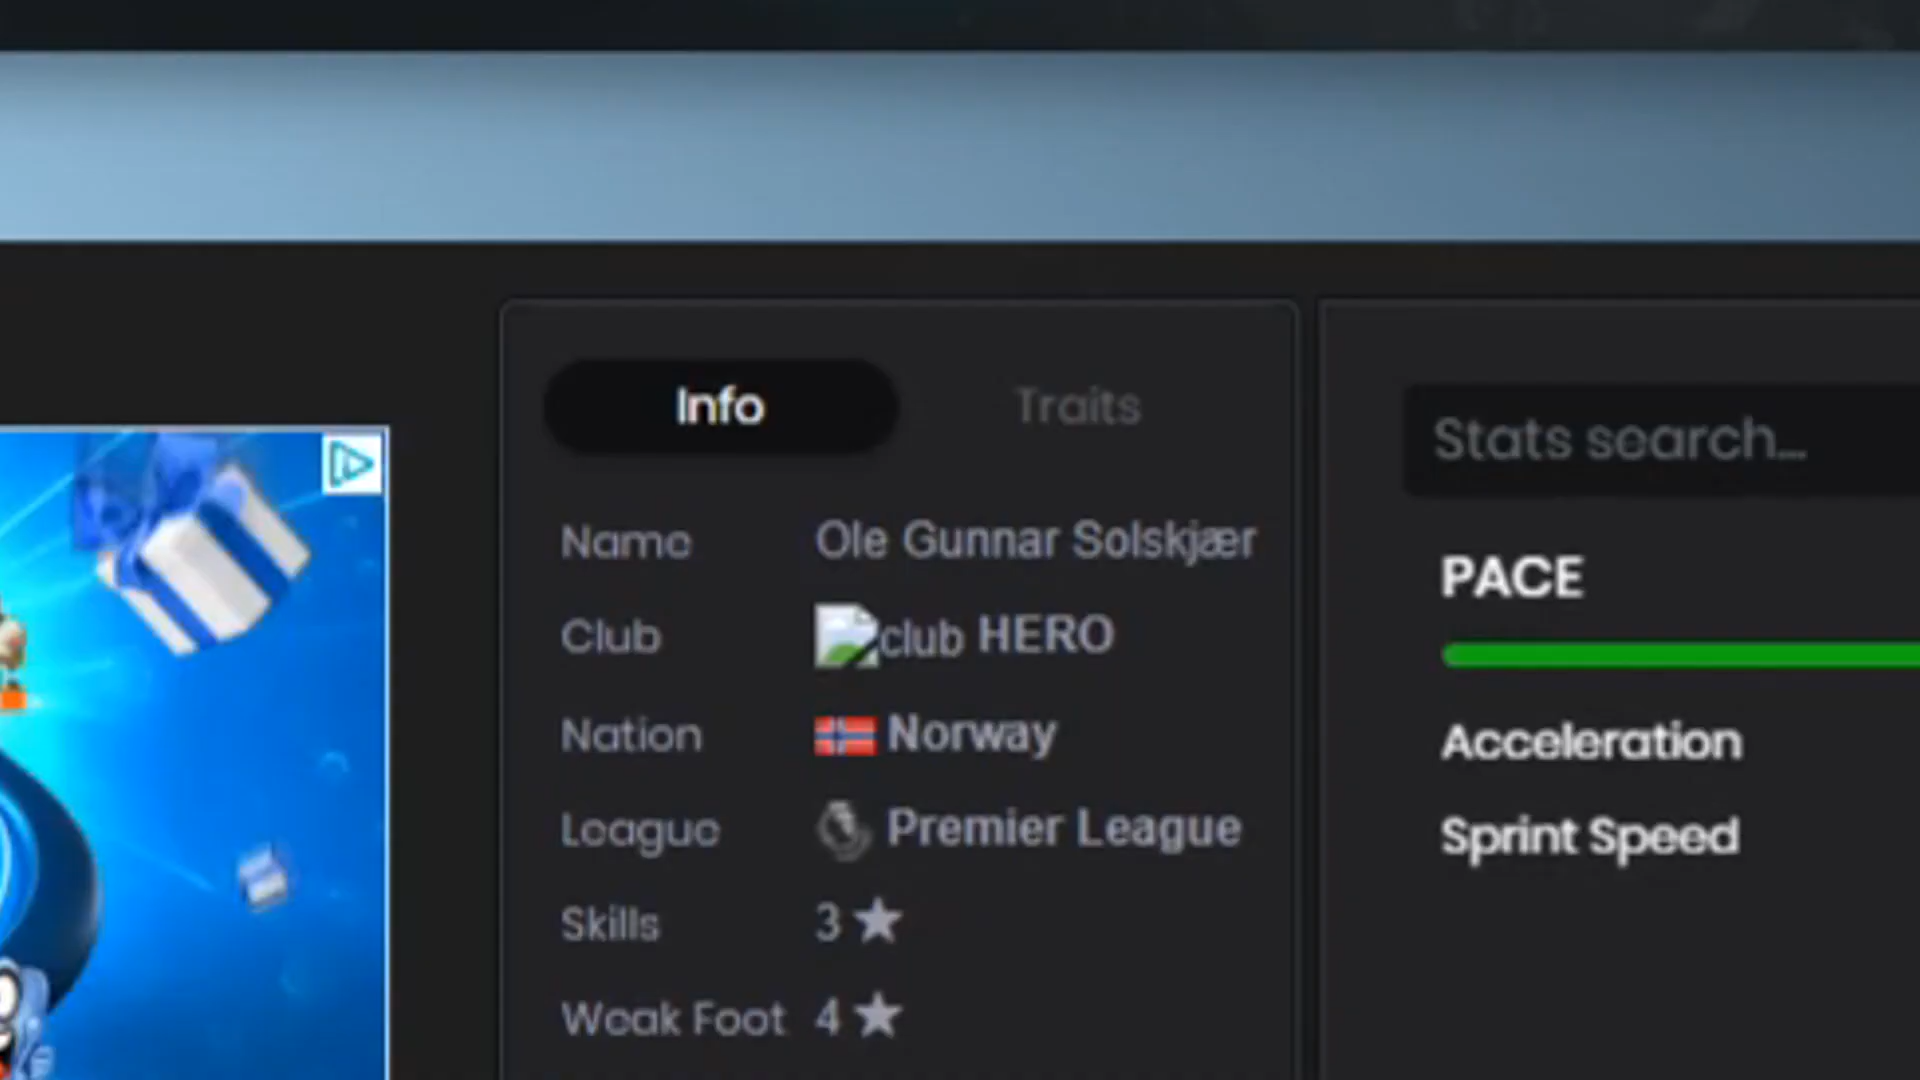 Info
Traits
Name
Ole Gunnar Solskjær
Club
club HERO
Nation
Norway
League
Premier League
Skills
3 ★
Weak Foot
4 ★
Stats search...
PACE
Acceleration
Sprint Speed